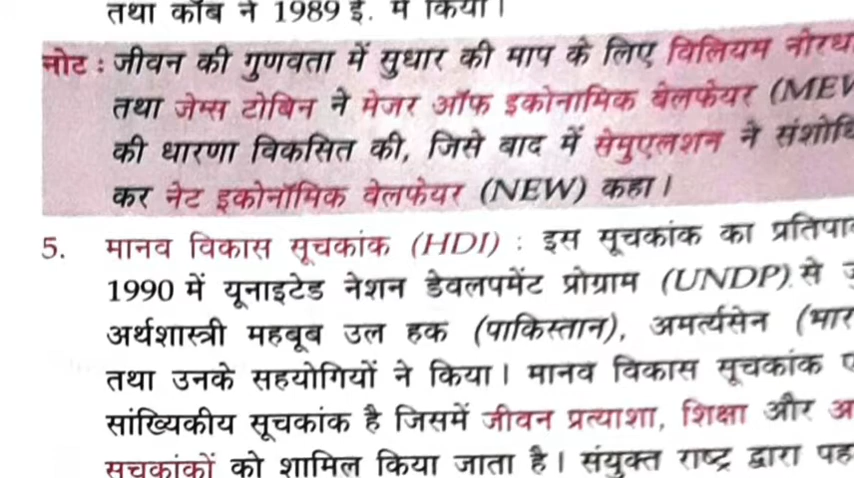 तथा कॉब ने 1989 ई. में किया।
नोट : जीवन की गुणवता में सुधार की माप के लिए विलियम नोरध
तथा जेम्स टोबिन ने मेजर ऑफ इकोनामिक वेलफेयर (MEW
की धारणा विकसित की, जिसे बाद में सेमुएलशन ने संशोधि
कर नेट इकोनॉमिक वेलफेयर (NEW) कहा।
5. मानव विकास सूचकांक (HDI) : इस सूचकांक का प्रतिपाद
1990 में यूनाइटेड नेशन डेवलपमेंट प्रोग्राम (UNDP) से
अर्थशास्त्री महबूब उल हक (पाकिस्तान), अमर्त्यसेन (भार
तथा उनके सहयोगियों ने किया। मानव विकास सूचकांक
सांख्यिकीय सूचकांक है जिसमें जीवन प्रत्याशा, शिक्षा और
सूचकांकों को शामिल किया जाता है। संयुक्त राष्ट्र द्वारा पह